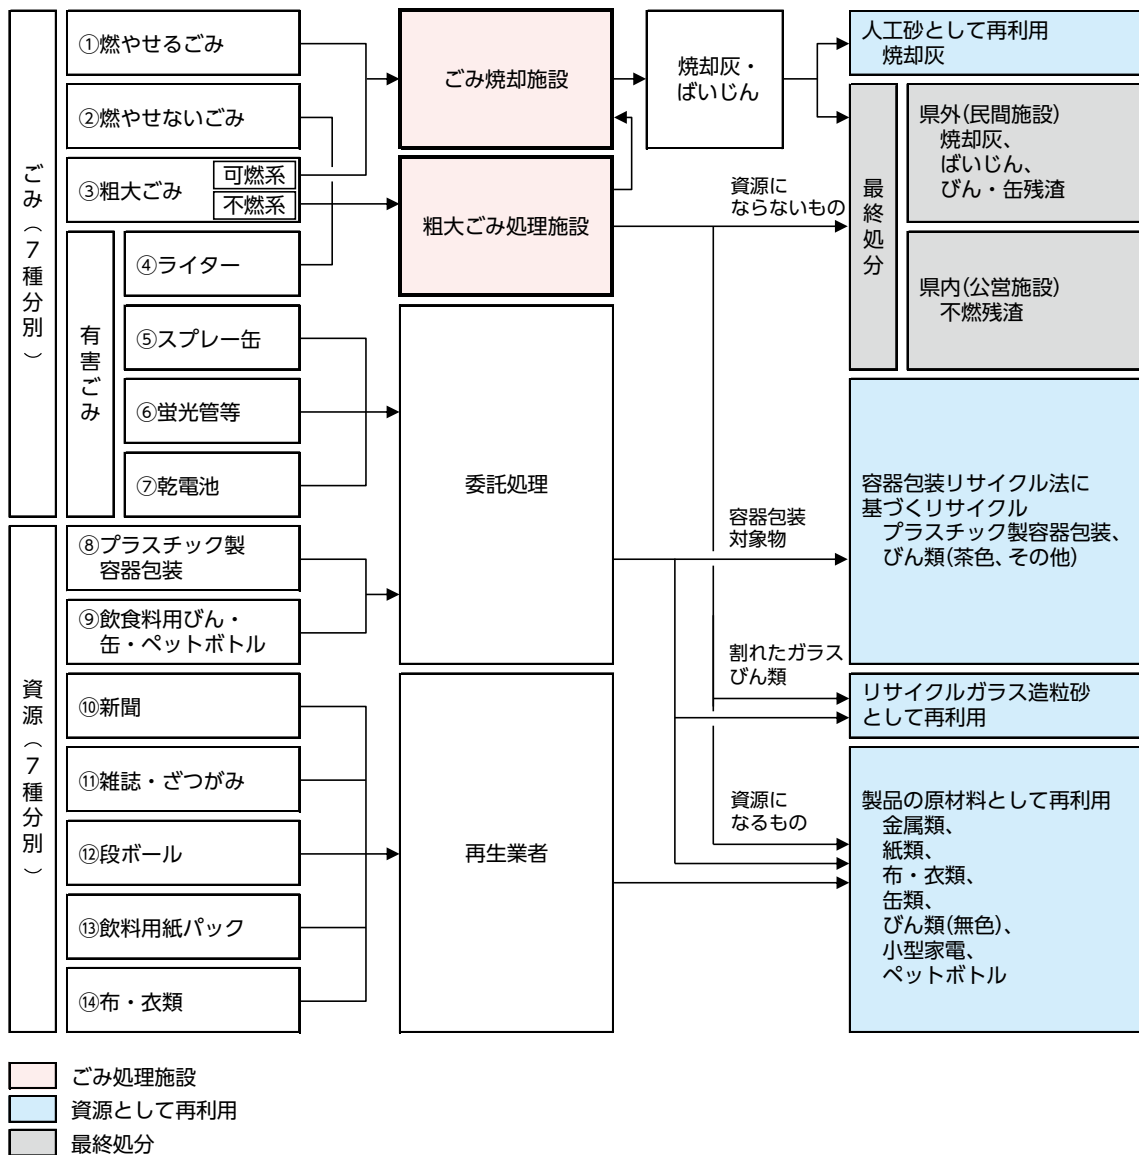 ごみ（7種分別）
①燃やせるごみ
②燃やせないごみ
③粗大ごみ
可燃系
不燃系
有害ごみ
④ライター
⑤スプレー缶
⑥蛍光管等
⑦乾電池
資源（7種分別）
⑧プラスチック製
容器包装
⑨飲食料用びん・
缶・ペットボトル
⑩新聞
⑪雑誌・ざつがみ
⑫段ボール
⑬飲料用紙パック
⑭布・衣類
ごみ焼却施設
粗大ごみ処理施設
委託処理
再生業者
焼却灰・
ばいじん
資源に
ならないもの
容器包装
対象物
割れたガラス
びん類
資源に
なるもの
人工砂として再利用
焼却灰
最終処分
県外(民間施設)
焼却灰、
ばいじん、
びん・缶残渣
県内(公営施設)
不燃残渣
容器包装リサイクル法に
基づくリサイクル
プラスチック製容器包装、
びん類(茶色、その他)
リサイクルガラス造粒砂
として再利用
製品の原材料として再利用
金属類、
紙類、
布・衣類、
缶類、
びん類(無色)、
小型家電、
ペットボトル
ごみ処理施設
資源として再利用
最終処分